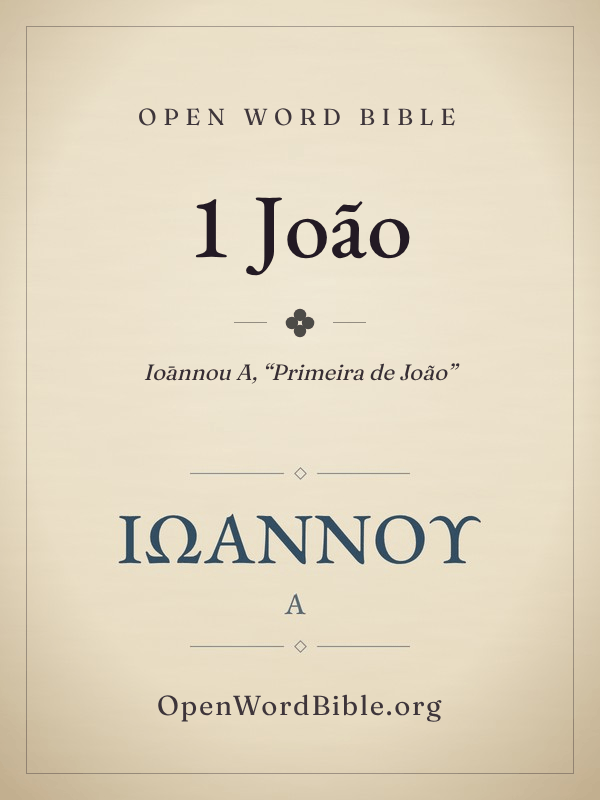 OPEN WORD BIBLE
1 João
Ioānnou A, “Primeira de João”
ΙΩΑΝΝΟΥ
Α
OpenWordBible.org